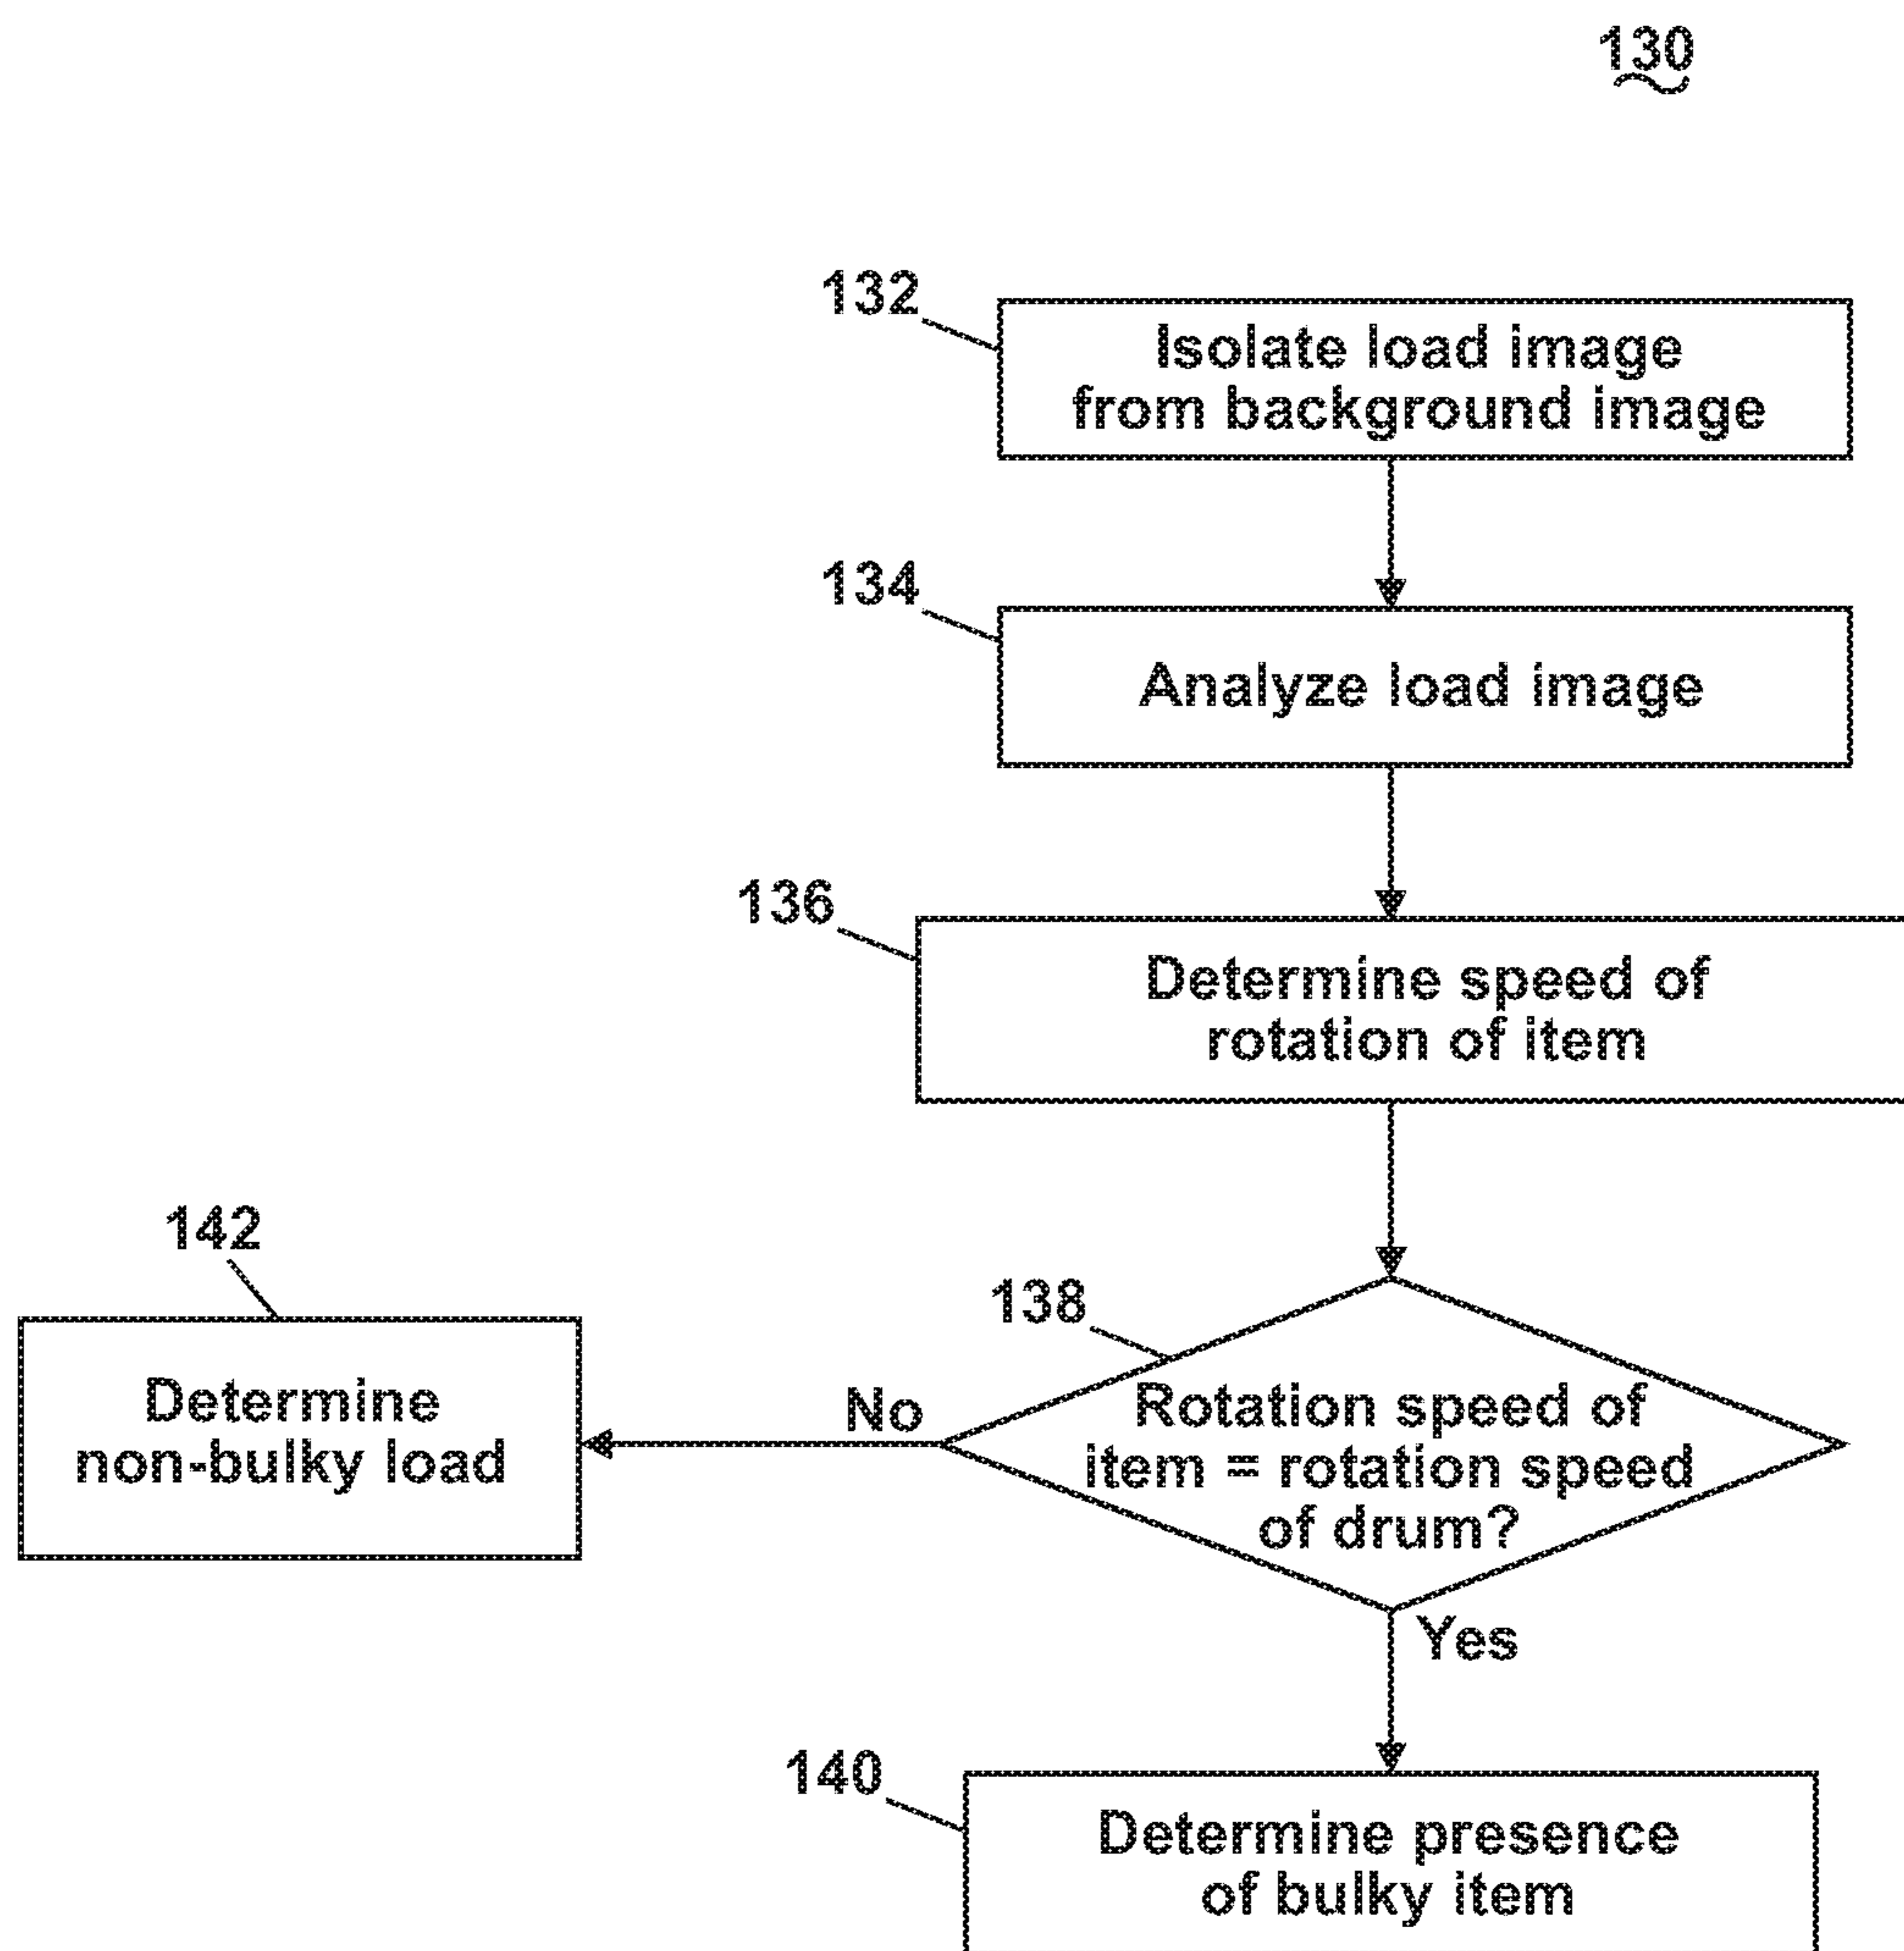 130
132
Isolate load image
from background image
134
Analyze load image
136
Determine speed of
rotation of item
142
Determine
non-bulky load
138
No
Rotation speed of
item = rotation speed
of drum?
Yes
140
Determine presence
of bulky item